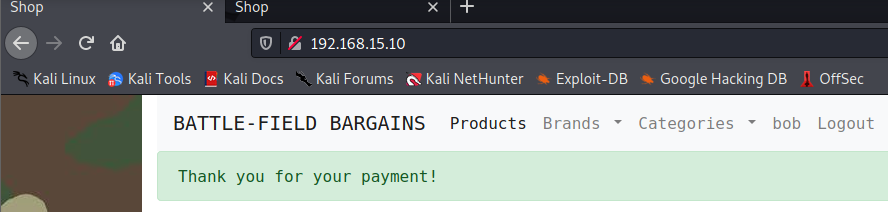 Shop Shop
192.168.15.10
Kali Linux Kali Tools Kali Docs Kali Forums Kali NetHunter Exploit-DB Google Hacking DB OffSec
BATTLE-FIELD BARGAINS Products Brands Categories bob Logout
Thank you for your payment!